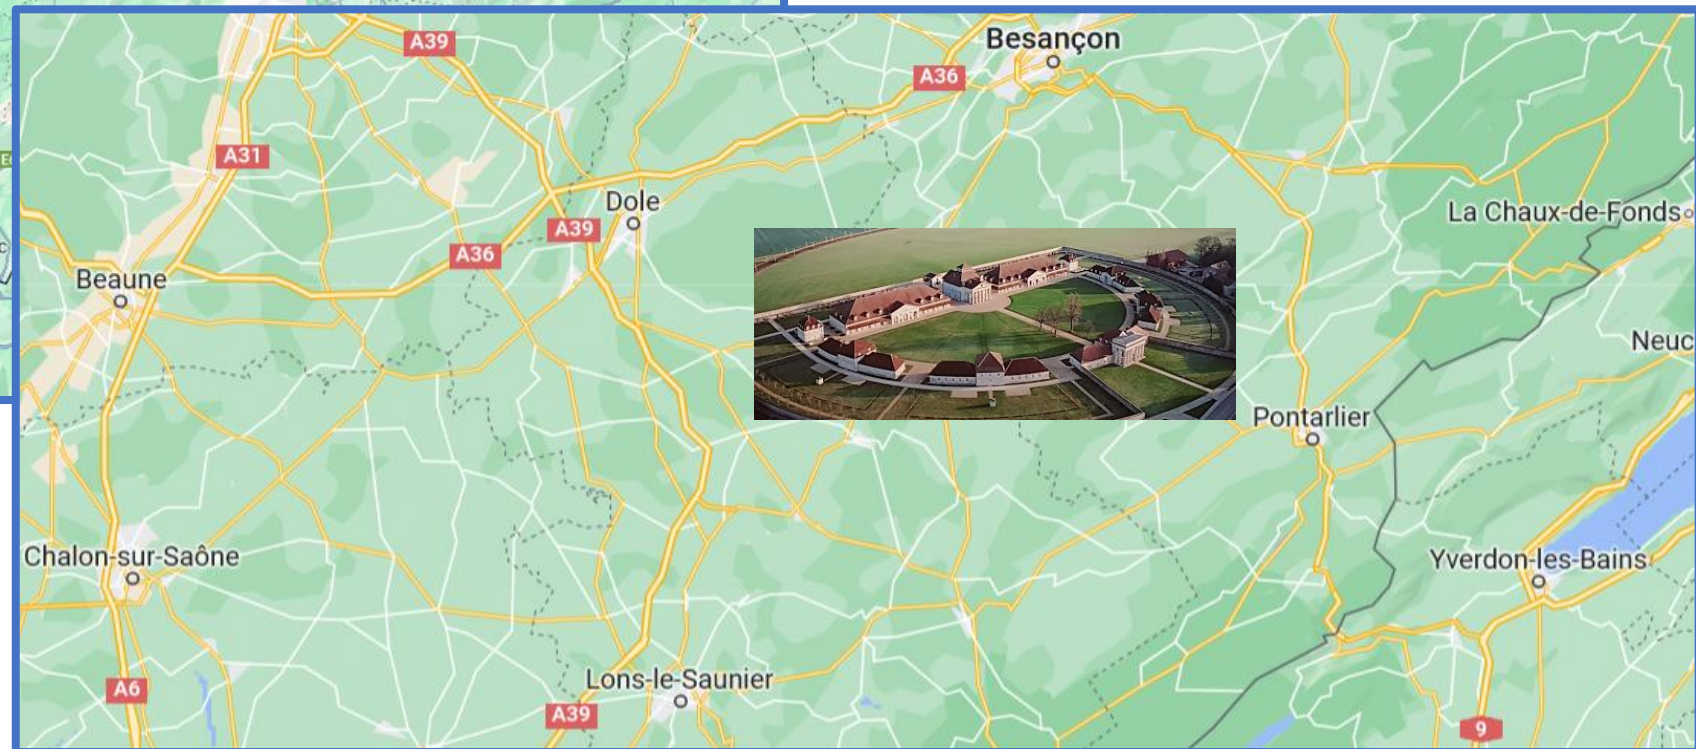 A39
Besançon
A36
A31
Dole
La Chaux-de-Fonds
A39
A36
Beaune
Neuc
Pontarlier
Chalon-sur-Saône
Yverdon-les-Bains
Lons-le-Saunier
A6
A39
9